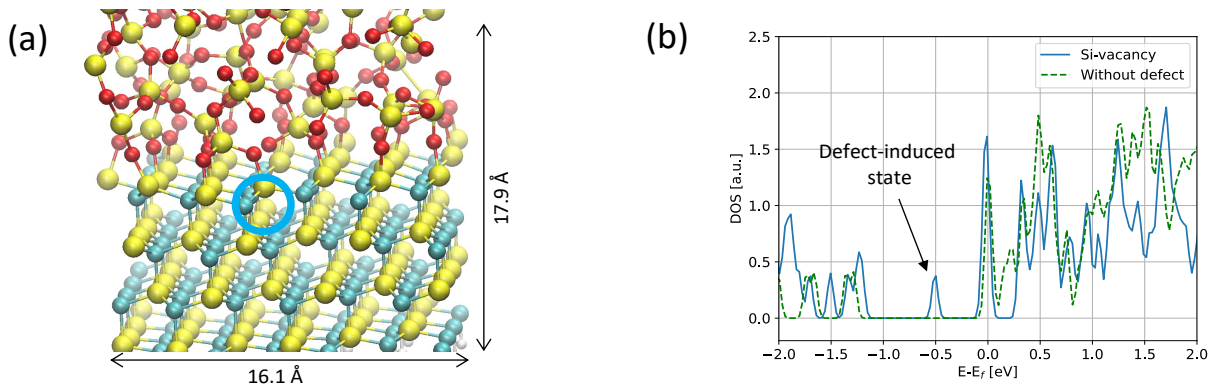 (a)
17.9 Å
16.1 Å
(b)
2.5
2.0
1.5
1.0
0.5
0.0
DOS [a.u.]
Si-vacancy
Without defect
Defect-induced
state
−2.0 −1.5 −1.0 −0.5 0.0 0.5 1.0 1.5 2.0
E-E_f [eV]